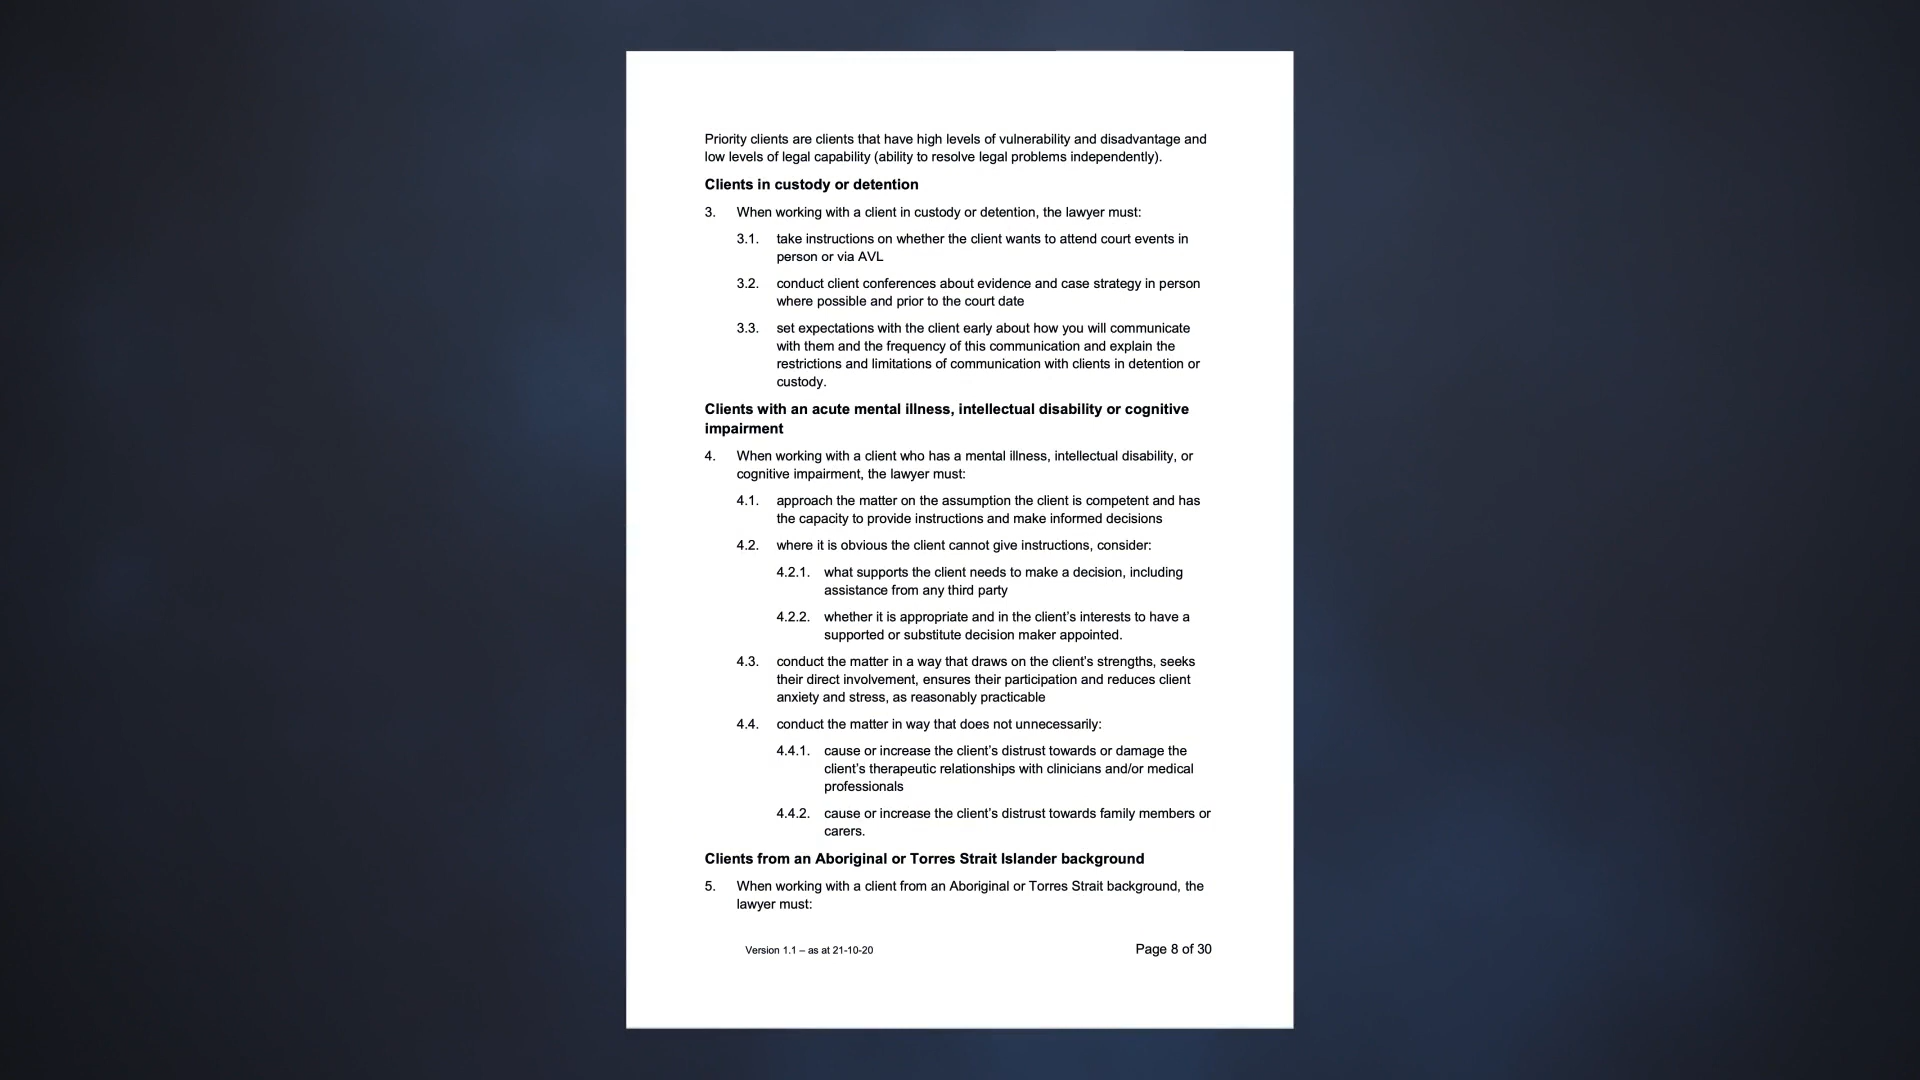 Priority clients are clients that have high levels of vulnerability and disadvantage and
low levels of legal capability (ability to resolve legal problems independently).
Clients in custody or detention
3. When working with a client in custody or detention, the lawyer must:
3.1. take instructions on whether the client wants to attend court events in
person or via AVL
3.2. conduct client conferences about evidence and case strategy in person
where possible and prior to the court date
3.3. set expectations with the client early about how you will communicate
with them and the frequency of this communication and explain the
restrictions and limitations of communication with clients in detention or
custody.
Clients with an acute mental illness, intellectual disability or cognitive
impairment
4. When working with a client who has a mental illness, intellectual disability, or
cognitive impairment, the lawyer must:
4.1. approach the matter on the assumption the client is competent and has
the capacity to provide instructions and make informed decisions
4.2. where it is obvious the client cannot give instructions, consider:
4.2.1. what supports the client needs to make a decision, including
assistance from any third party
4.2.2. whether it is appropriate and in the client’s interests to have a
supported or substitute decision maker appointed.
4.3. conduct the matter in a way that draws on the client’s strengths, seeks
their direct involvement, ensures their participation and reduces client
anxiety and stress, as reasonably practicable
4.4. conduct the matter in way that does not unnecessarily:
4.4.1. cause or increase the client’s distrust towards or damage the
client’s therapeutic relationships with clinicians and/or medical
professionals
4.4.2. cause or increase the client’s distrust towards family members or
carers.
Clients from an Aboriginal or Torres Strait Islander background
5. When working with a client from an Aboriginal or Torres Strait background, the
lawyer must:
Version 1.1 – as at 21-10-20 Page 8 of 30